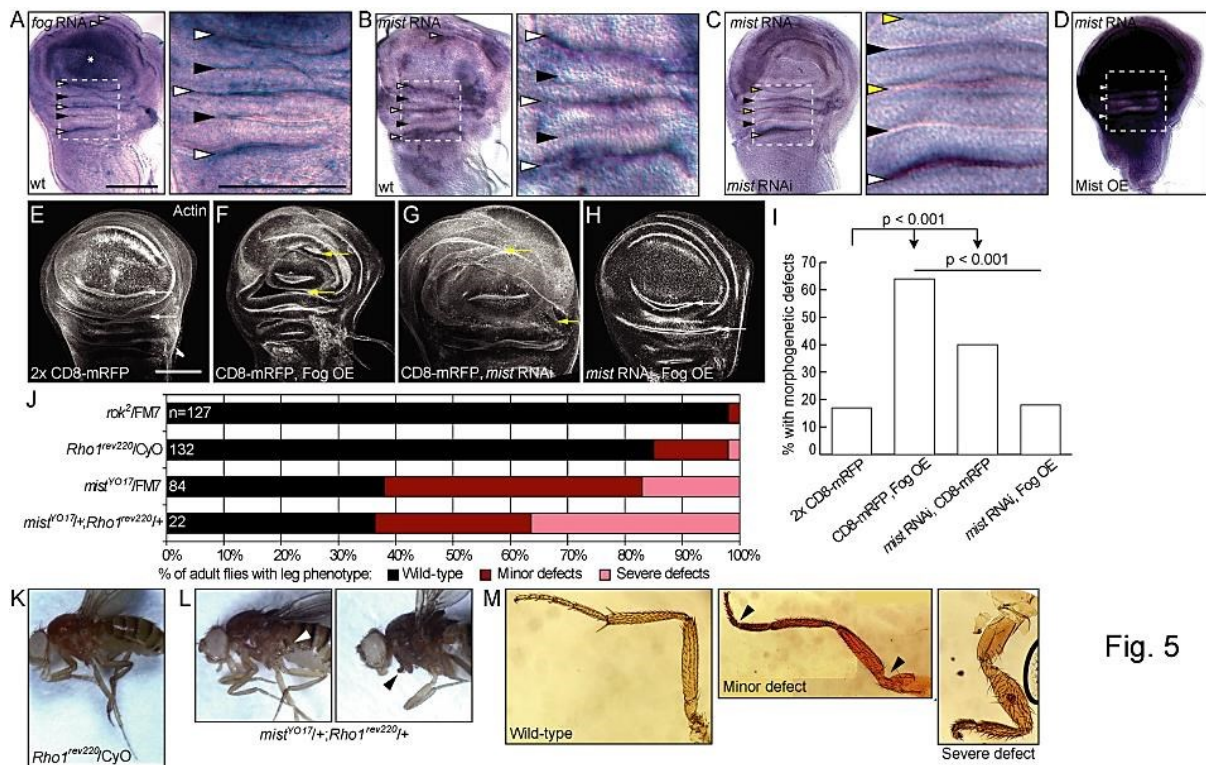 A fog RNA
wt
B mist RNA
wt
C mist RNA
mist RNAi
D mist RNA
Mist OE
E Actin
2x CD8-mRFP
F
CD8-mRFP, Fog OE
G
CD8-mRFP, mist RNAi
H
mist RNAi, Fog OE
I
p < 0.001
p < 0.001
% with morphogenetic defects
70
60
50
40
30
20
10
0
2x CD8-mRFP
CD8-mRFP, Fog OE
mist RNAi, CD8-mRFP
mist RNAi, Fog OE
J
rok²/FM7 n=127
Rho1rev220/CyO 132
mistYO17/FM7 84
mistYO17/+;Rho1rev220/+ 22
0% 10% 20% 30% 40% 50% 60% 70% 80% 90% 100%
% of adult flies with leg phenotype: Wild-type Minor defects Severe defects
K
Rho1rev220/CyO
L
mistYO17/+;Rho1rev220/+
M
Wild-type
Minor defect
Severe defect
Fig. 5